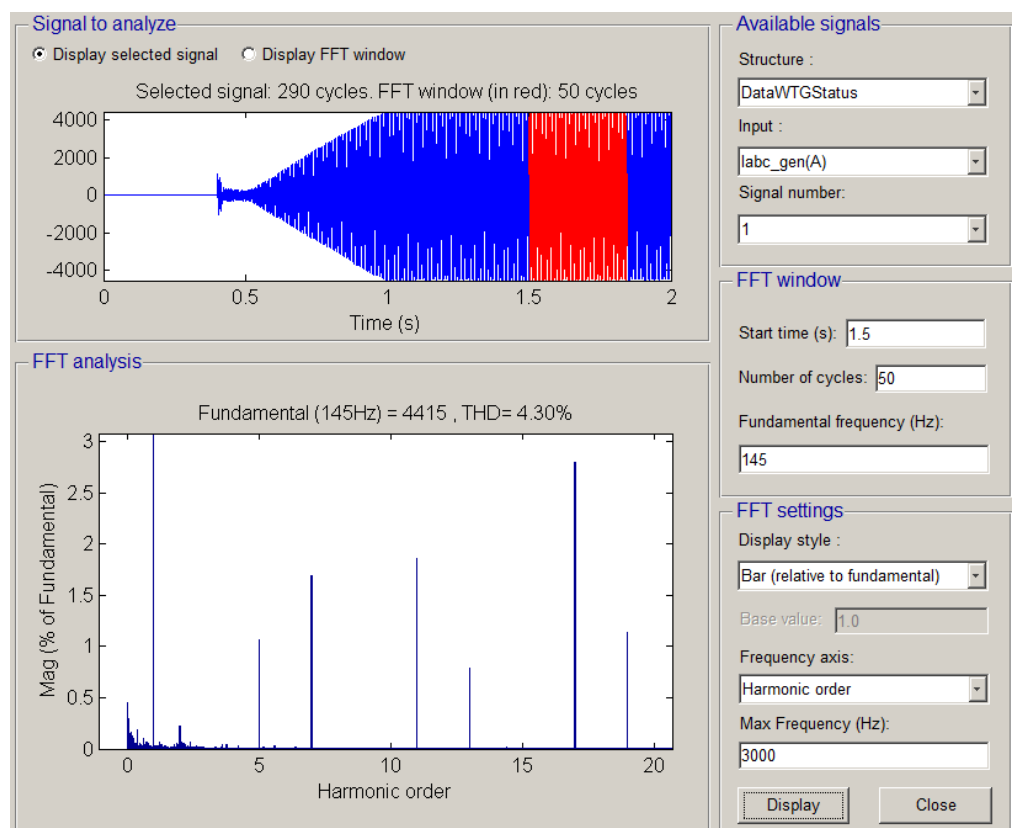 Signal to analyze
Display selected signal Display FFT window
Selected signal: 290 cycles. FFT window (in red): 50 cycles
4000
2000
0
-2000
-4000
0 0.5 1 1.5 2
Time (s)
FFT analysis
Fundamental (145Hz) = 4415 , THD= 4.30%
3
2.5
2
1.5
1
0.5
0
Mag (% of Fundamental)
0 5 10 15 20
Harmonic order
Available signals
Structure :
DataWTGStatus
Input :
Iabc_gen(A)
Signal number:
1
FFT window
Start time (s): 1.5
Number of cycles: 50
Fundamental frequency (Hz):
145
FFT settings
Display style :
Bar (relative to fundamental)
Base value: 1.0
Frequency axis:
Harmonic order
Max Frequency (Hz):
3000
Display Close